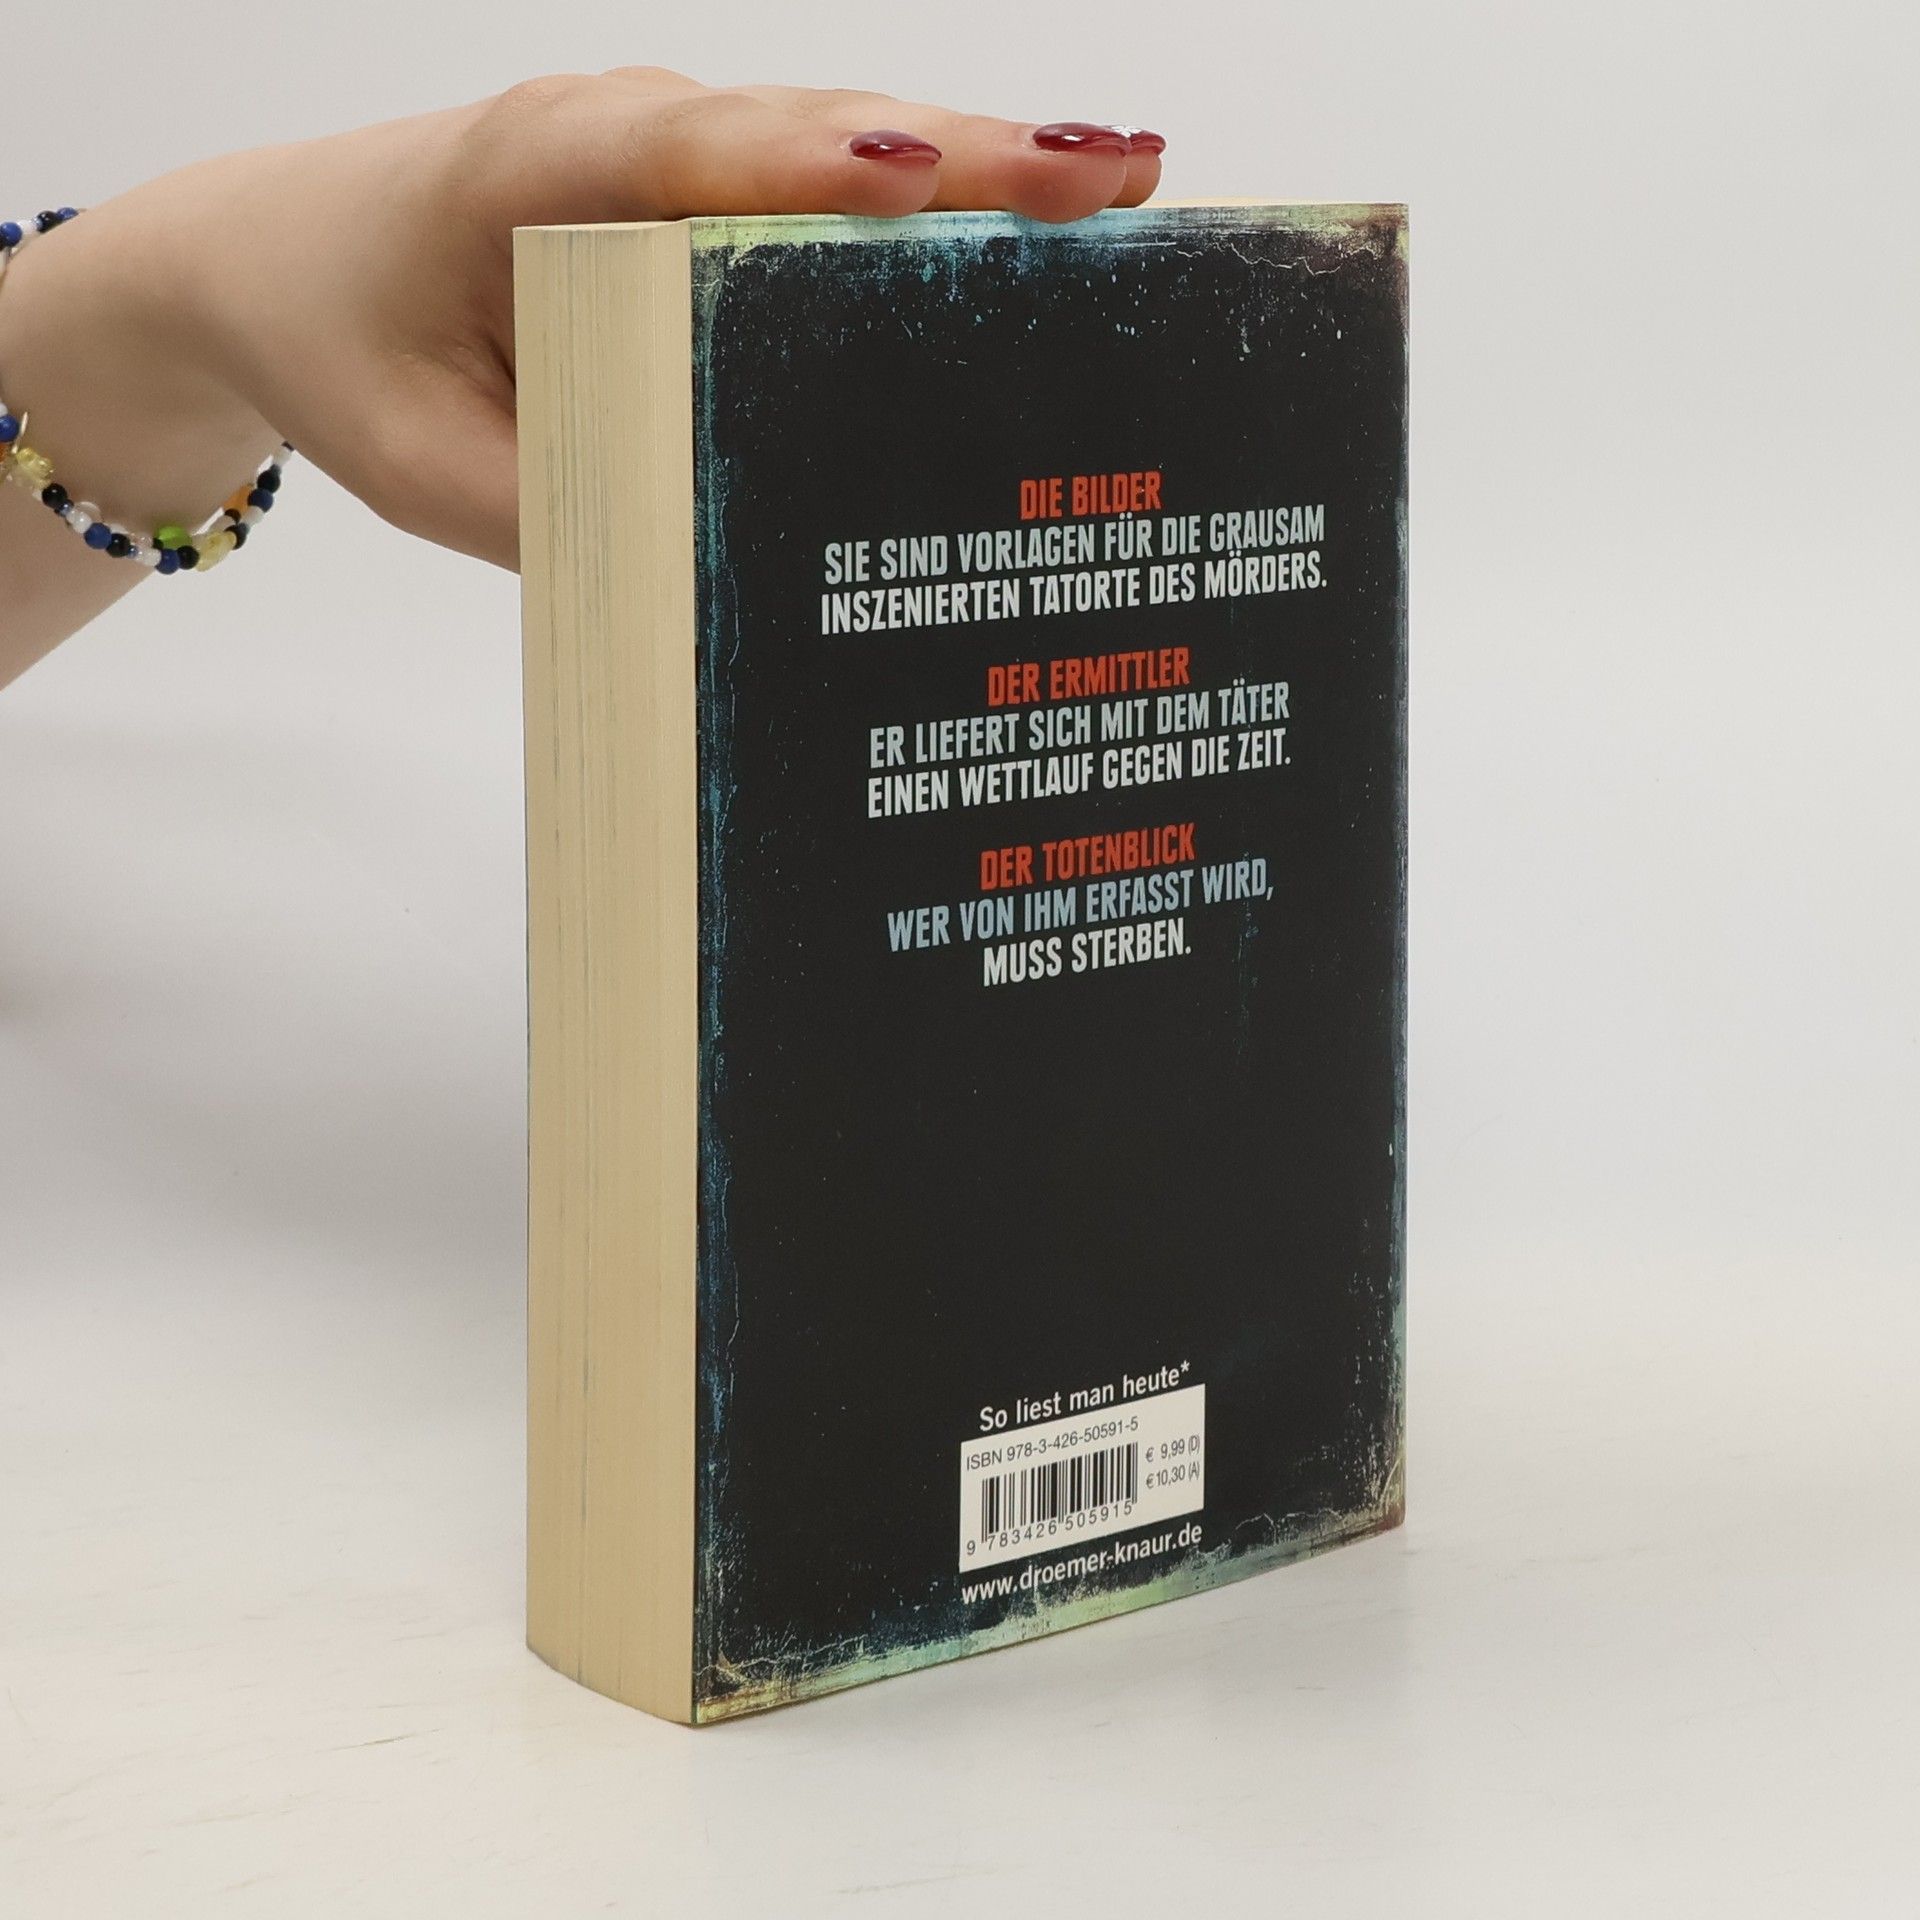 DIE BILDER
SIE SIND VORLAGEN FÜR DIE GRAUSAM
INSZENIERTEN TATORTE DES MÖRDERS.
DER ERMITTLER
ER LIEFERT SICH MIT DEM TÄTER
EINEN WETTLAUF GEGEN DIE ZEIT.
DER TOTENBLICK
WER VON IHM ERFASST WIRD,
MUSS STERBEN.
So liest man heute*
ISBN 978-3-426-50591-5
€ 9,99 (D)
€ 10,30 (A)
9 783426 505915
www.droemer-knaur.de